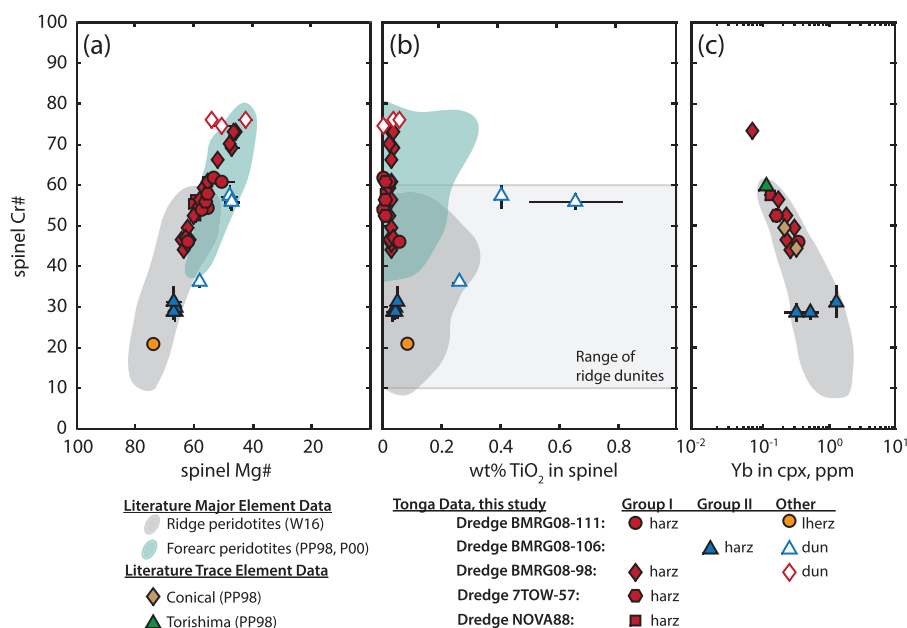 (a)
(b)
(c)
spinel Cr#
100
90
80
70
60
50
40
30
20
10
0
Range of
ridge dunites
100 80 60 40 20
0 0.2 0.4 0.6 0.8
10-2 10-1 100 101
spinel Mg#
wt% TiO2 in spinel
Yb in cpx, ppm
Literature Major Element Data
Ridge peridotites (W16)
Forearc peridotites (PP98, P00)
Literature Trace Element Data
Conical (PP98)
Torishima (PP98)
Tonga Data, this study Group I Group II Other
Dredge BMRG08-111: harz lherz
Dredge BMRG08-106: harz dun
Dredge BMRG08-98: harz dun
Dredge 7TOW-57: harz
Dredge NOVA88: harz